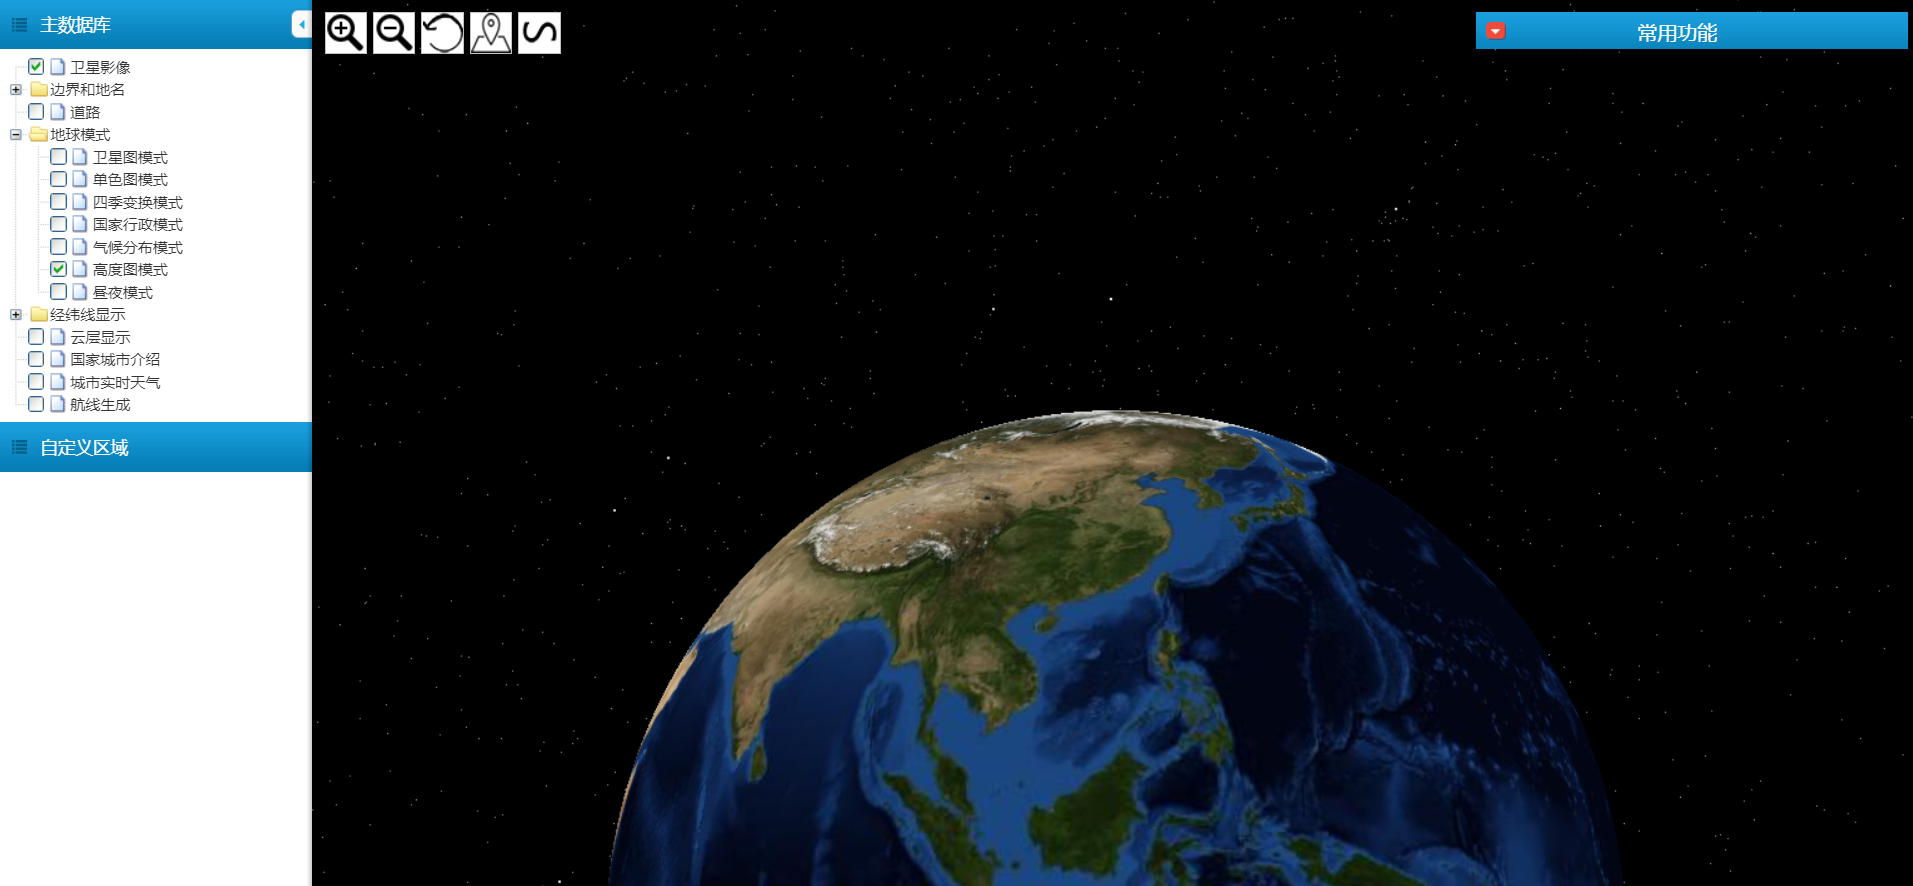 主数据库
卫星影像
边界和地名
道路
地球模式
卫星图模式
单色图模式
四季变换模式
国家行政模式
气候分布模式
高度图模式
昼夜模式
经纬线显示
云层显示
国家城市介绍
城市实时天气
航线生成
自定义区域
常用功能